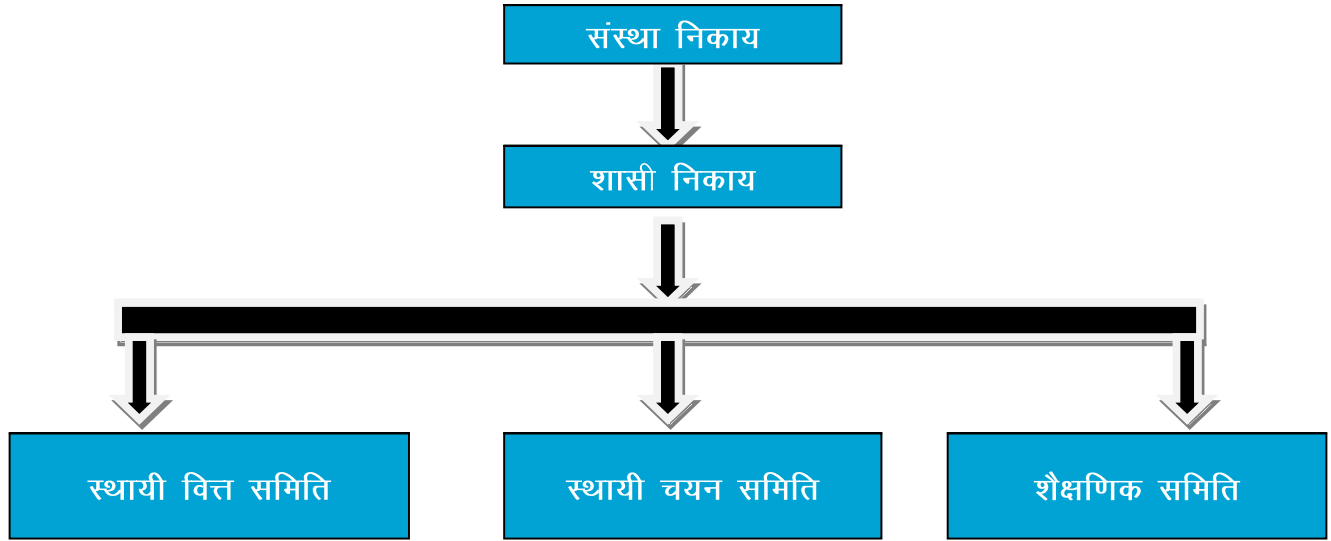 संस्था निकाय
शासी निकाय
स्थायी वित्त समिति
स्थायी चयन समिति
शैक्षणिक समिति